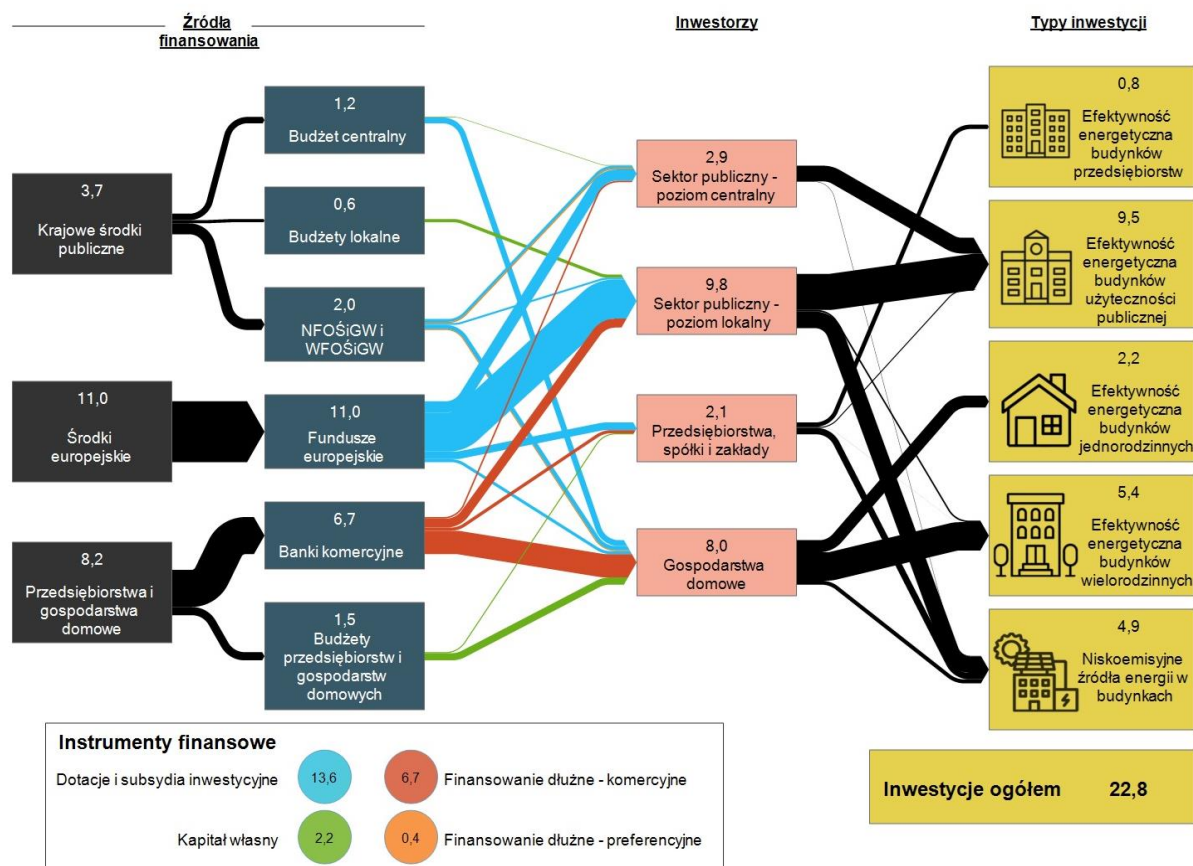 Źródła
finansowania
Inwestorzy
Typy inwestycji
3,7
Krajowe środki
publiczne
11,0
Środki
europejskie
8,2
Przedsiębiorstwa i
gospodarstwa
domowe
1,2
Budżet centralny
0,6
Budżety lokalne
2,0
NFOŚiGW i
WFOŚiGW
11,0
Fundusze
europejskie
6,7
Banki komercyjne
1,5
Budżety
przedsiębiorstw i
gospodarstw
domowych
2,9
Sektor publiczny -
poziom centralny
9,8
Sektor publiczny -
poziom lokalny
2,1
Przedsiębiorstwa,
spółki i zakłady
8,0
Gospodarstwa
domowe
0,8
Efektywność
energetyczna
budynków
przedsiębiorstw
9,5
Efektywność
energetyczna
budynków
użyteczności
publicznej
2,2
Efektywność
energetyczna
budynków
jednorodzinnych
5,4
Efektywność
energetyczna
budynków
wielorodzinnych
4,9
Niskoemisyjne
źródła energii w
budynkach
Instrumenty finansowe
Dotacje i subsydia inwestycyjne 13,6
6,7 Finansowanie dłużne - komercyjne
Kapitał własny 2,2
0,4 Finansowanie dłużne - preferencyjne
Inwestycje ogółem 22,8